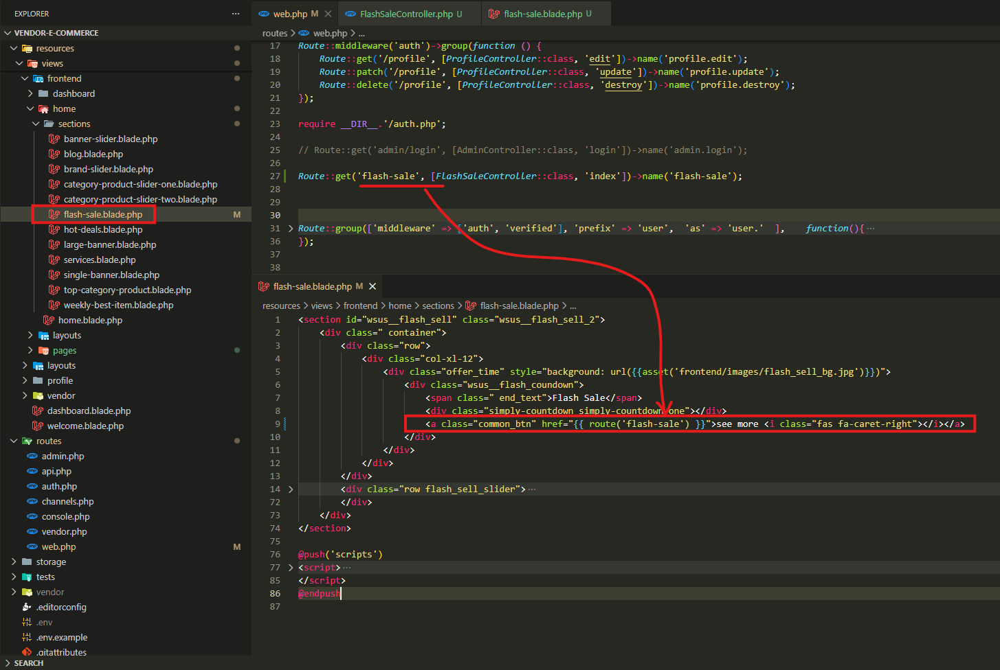 EXPLORER ...
VENDOR-E-COMMERCE
resources
views
frontend
dashboard
home
sections
banner-slider.blade.php
blog.blade.php
brand-slider.blade.php
category-product-slider-one.blade.php
category-product-slider-two.blade.php
flash-sale.blade.php M
hot-deals.blade.php
large-banner.blade.php
services.blade.php
single-banner.blade.php
top-category-product.blade.php
weekly-best-item.blade.php
home.blade.php
layouts
pages
layouts
profile
vendor
dashboard.blade.php
welcome.blade.php
routes
admin.php
api.php
auth.php
channels.php
console.php
vendor.php
web.php M
storage
tests
vendor
.editorconfig
.env
.env.example
.gitattributes
SEARCH
web.php M FlashSaleController.php U flash-sale.blade.php U
routes > web.php > ...
17 Route::middleware('auth')->group(function () {
18 Route::get('/profile', [ProfileController::class, 'edit'])->name('profile.edit');
19 Route::patch('/profile', [ProfileController::class, 'update'])->name('profile.update');
20 Route::delete('/profile', [ProfileController::class, 'destroy'])->name('profile.destroy');
21 });
22
23 require __DIR__.'/auth.php';
24
25 // Route::get('admin/login', [AdminController::class, 'login'])->name('admin.login');
26
27 Route::get('flash-sale', [FlashSaleController::class, 'index'])->name('flash-sale');
28
29
30
31 Route::group(['middleware' => ['auth', 'verified'], 'prefix' => 'user', 'as' => 'user.' ], function(){ ...
36 });
37
38
flash-sale.blade.php M
resources > views > frontend > home > sections > flash-sale.blade.php > ...
1 <section id="wsus__flash_sell" class="wsus__flash_sell_2">
2 <div class=" container">
3 <div class="row">
4 <div class="col-xl-12">
5 <div class="offer_time" style="background: url({{asset('frontend/images/flash_sell_bg.jpg')}})">
6 <div class="wsus__flash_coundown">
7 <span class=" end_text">Flash Sale</span>
8 <div class="simply-countdown simply-countdown-one"></div>
9 <a class="common_btn" href="{{ route('flash-sale') }}">see more <i class="fas fa-caret-right"></i></a>
10 </div>
11 </div>
12 </div>
13 </div>
14 <div class="row flash_sell_slider"> ...
72 </div>
73 </div>
74 </section>
75
76 @push('scripts')
77 <script> ...
85 </script>
86 @endpush
87